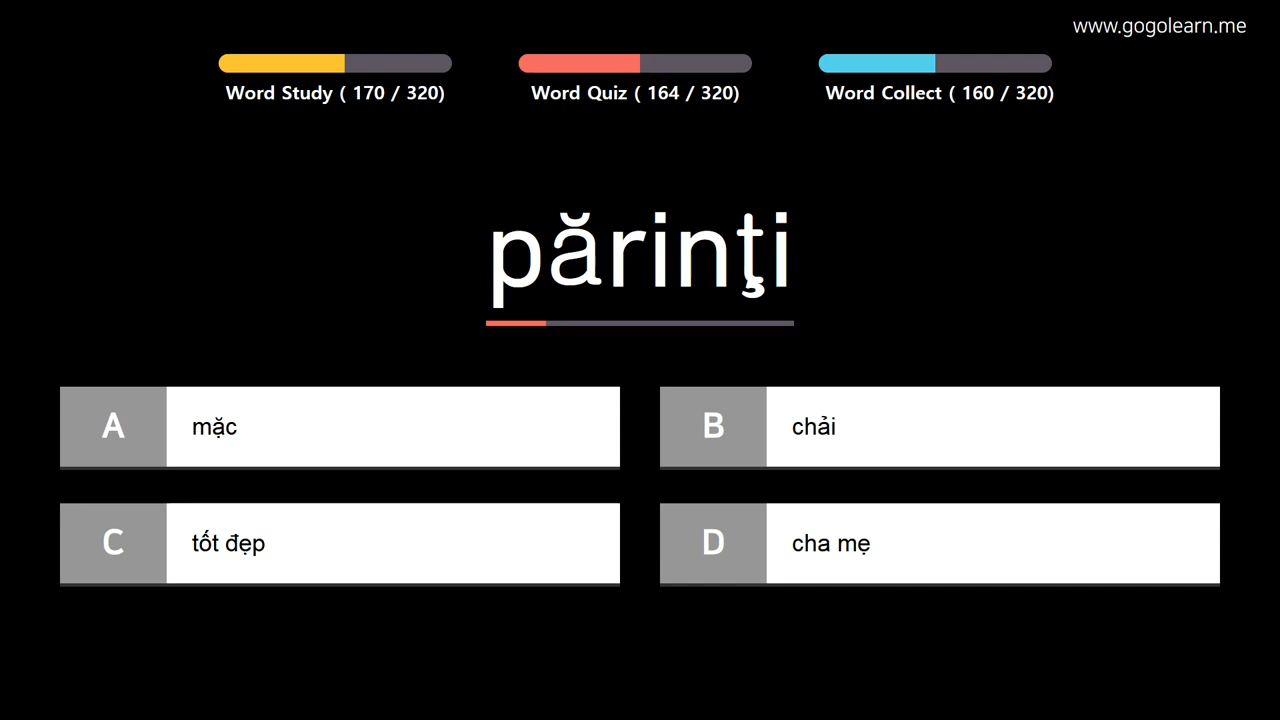 www.gogolearn.me
Word Study ( 170 / 320)
Word Quiz ( 164 / 320)
Word Collect ( 160 / 320)
părinţi
A mặc
B chải
C tốt đẹp
D cha mẹ